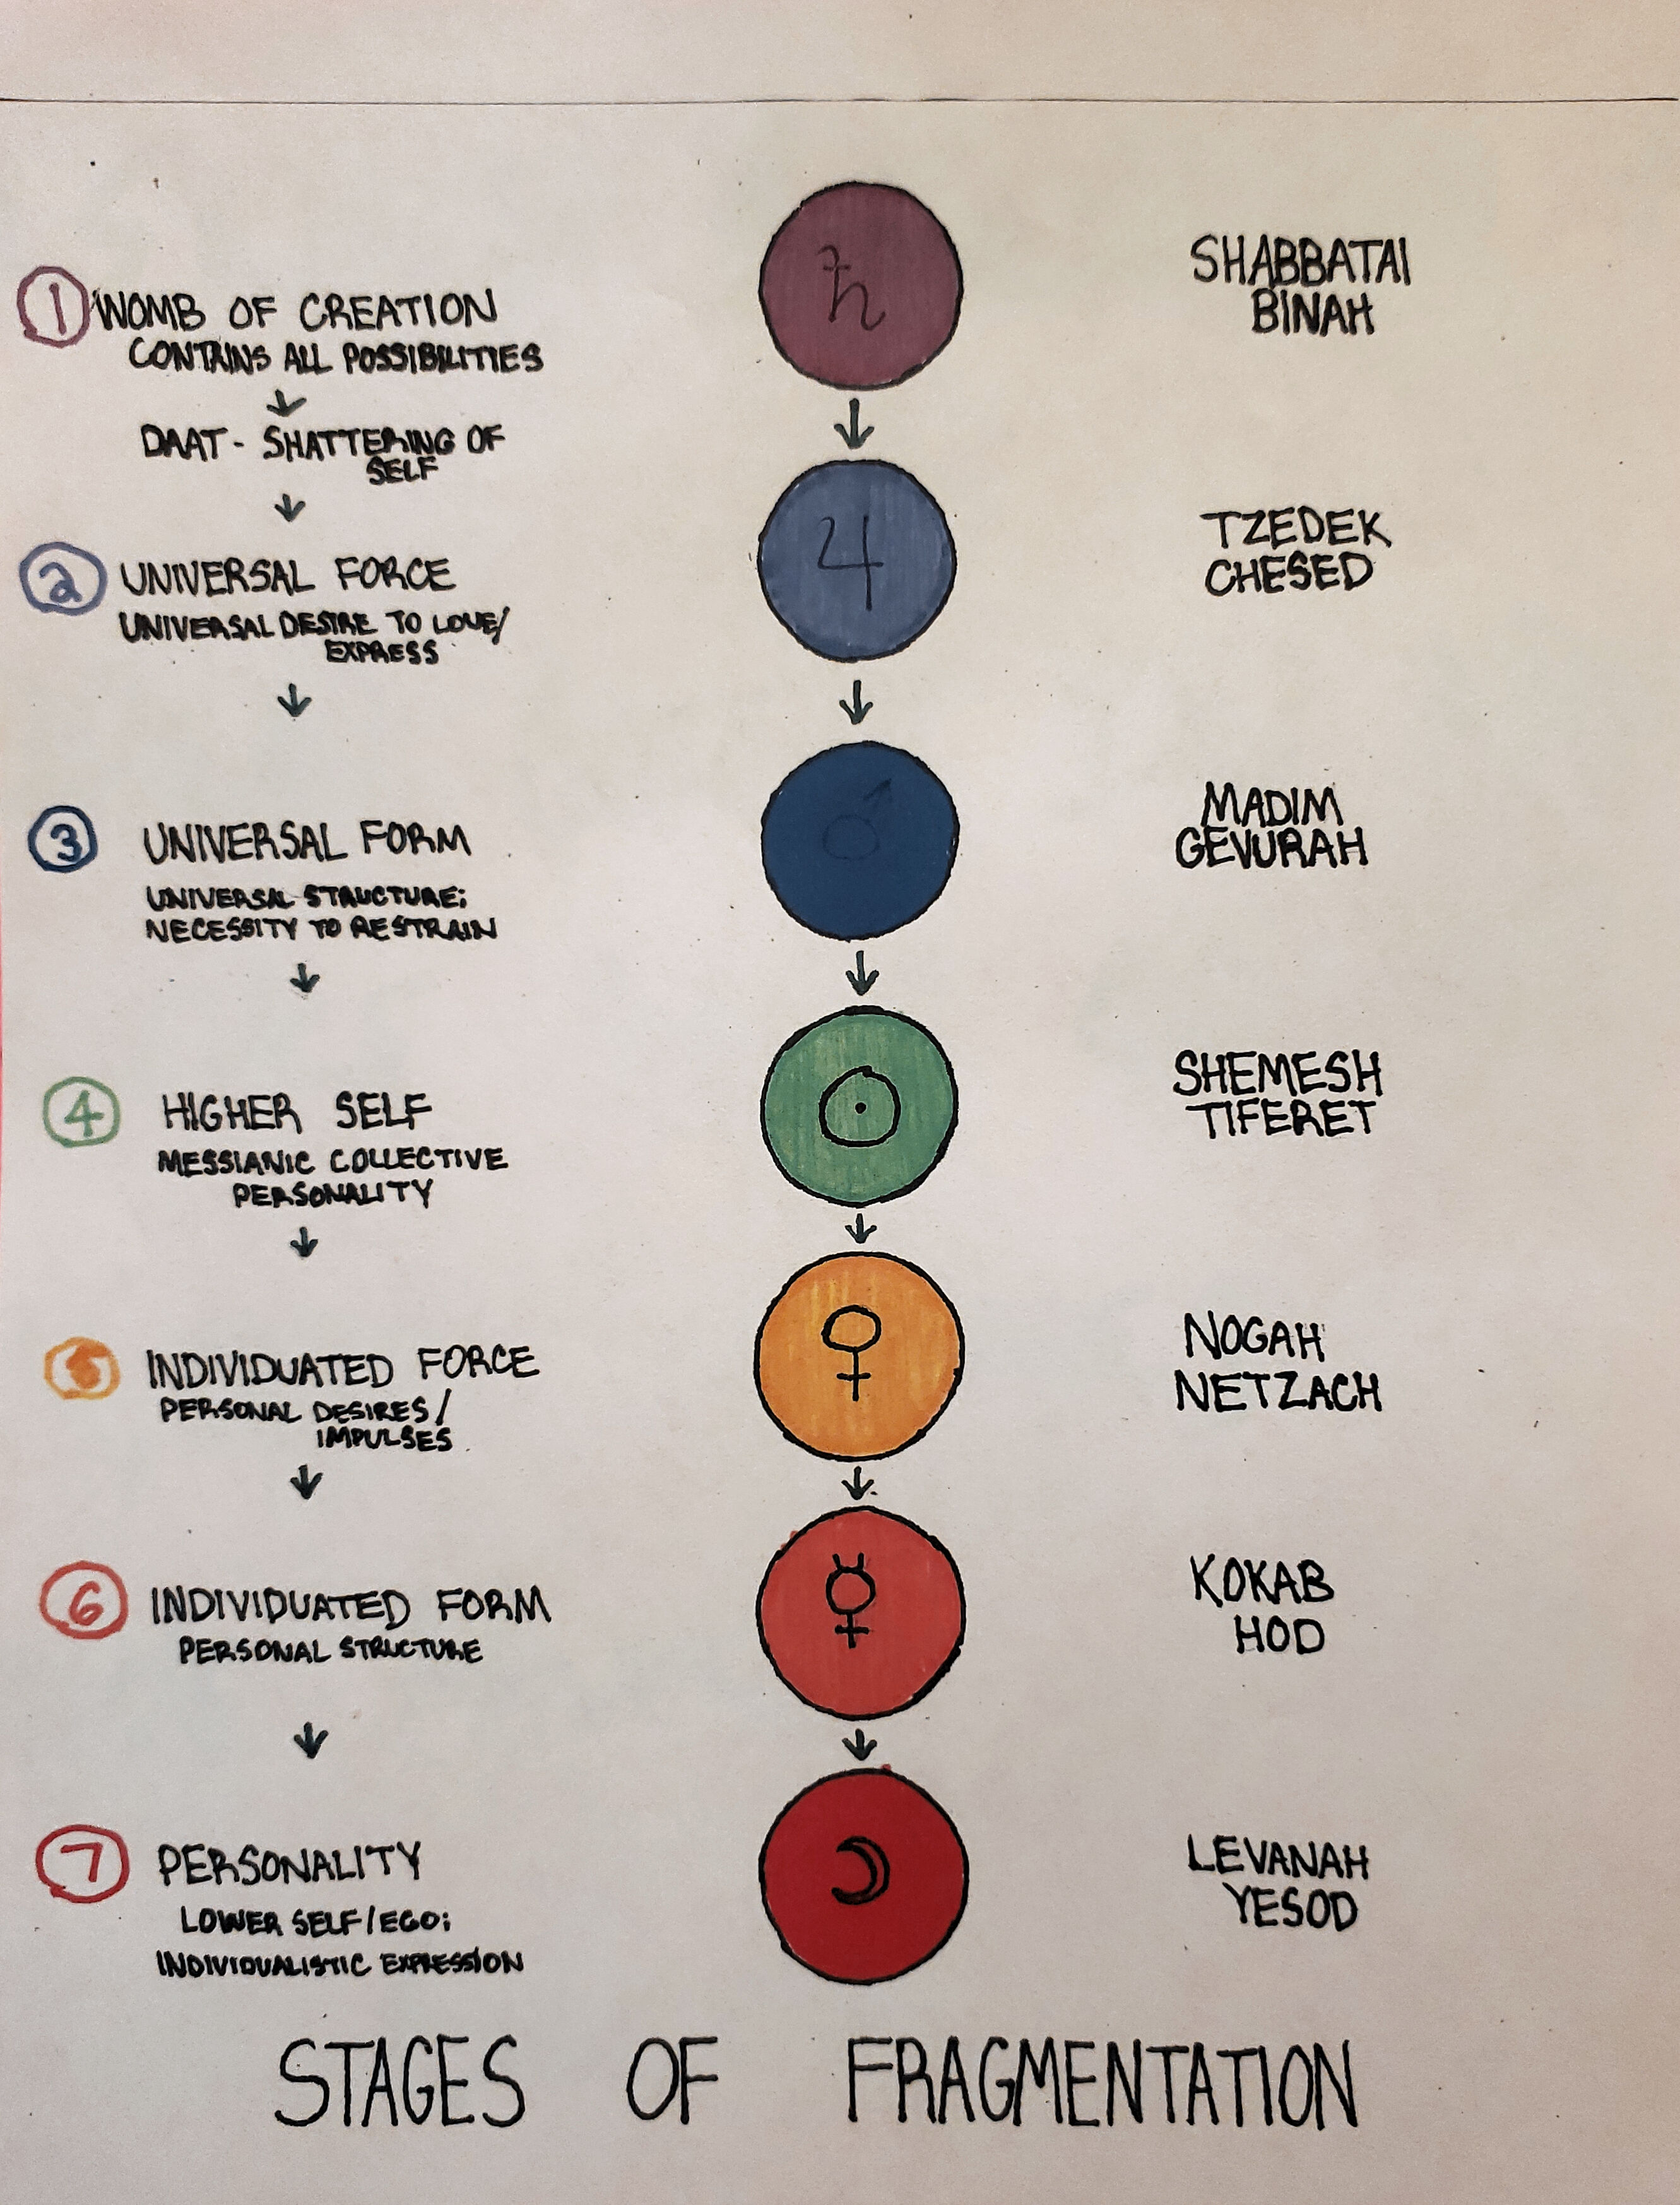 SHABBATAI
BINAH
1 WOMB OF CREATION
CONTAINS ALL POSSIBILITIES
DAAT - SHATTERING OF
SELF
TZEDEK
CHESED
2 UNIVERSAL FORCE
UNIVERSAL DESIRE TO LOVE/
EXPRESS
MADIM
GEVURAH
3 UNIVERSAL FORM
UNIVERSAL STRUCTURE;
NECESSITY TO RESTRAIN
SHEMESH
TIFERET
4 HIGHER SELF
MESSIANIC COLLECTIVE
PERSONALITY
NOGAH
NETZACH
5 INDIVIDUATED FORCE
PERSONAL DESIRES/
IMPULSES
KOKAB
HOD
6 INDIVIDUATED FORM
PERSONAL STRUCTURE
LEVANAH
YESOD
7 PERSONALITY
LOWER SELF/EGO;
INDIVIDUALISTIC EXPRESSION
STAGES OF FRAGMENTATION